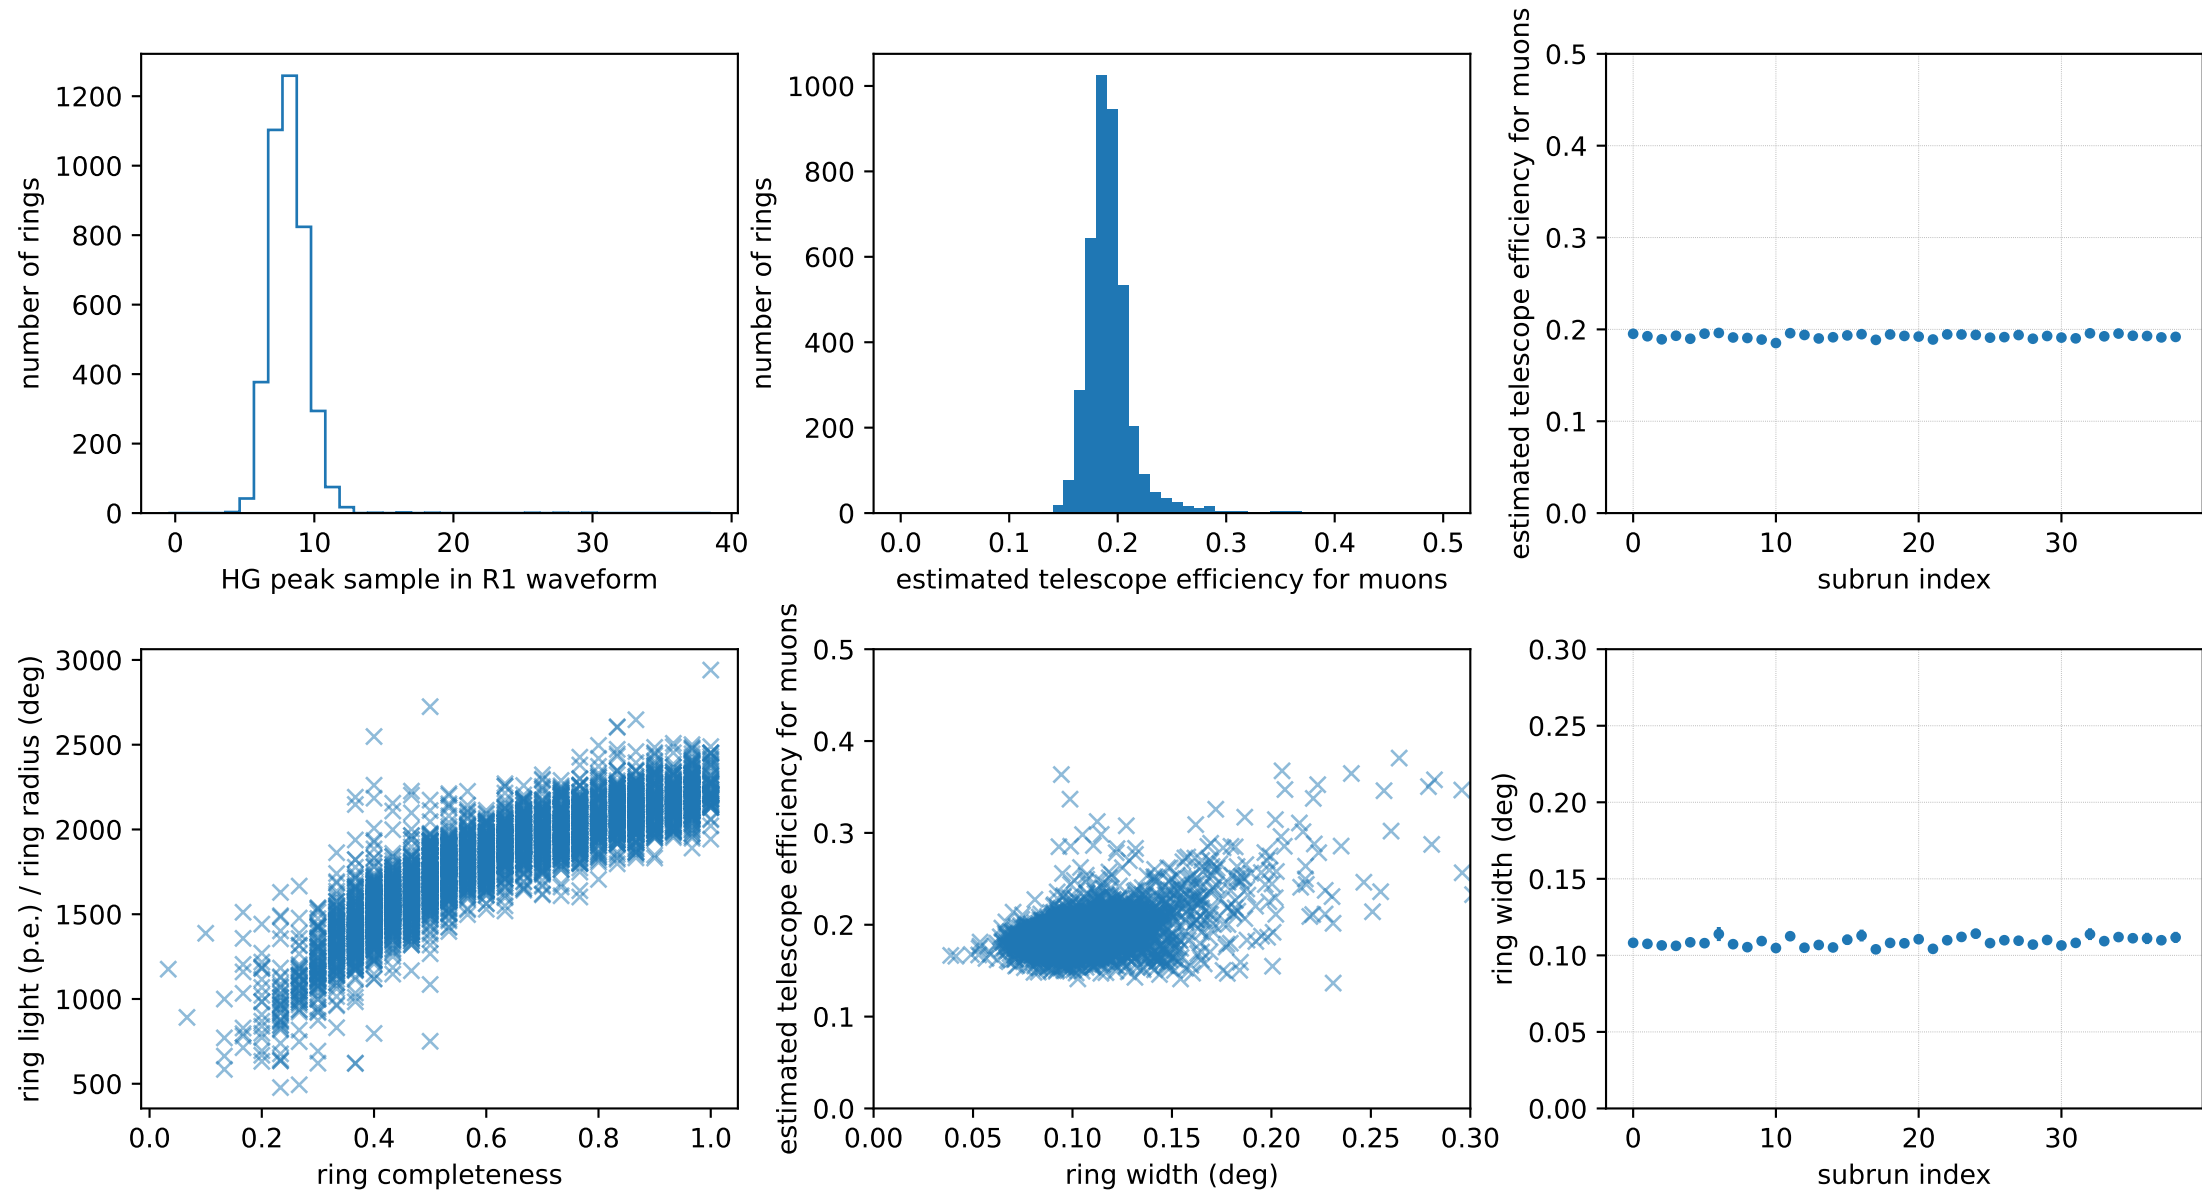 number of rings
1200
1000
800
600
400
200
0
0 10 20 30 40
HG peak sample in R1 waveform
number of rings
1000
800
600
400
200
0
0.0 0.1 0.2 0.3 0.4 0.5
estimated telescope efficiency for muons
estimated telescope efficiency for muons
0.5
0.4
0.3
0.2
0.1
0.0
0 10 20 30
subrun index
ring light (p.e.) / ring radius (deg)
3000
2500
2000
1500
1000
500
0.0 0.2 0.4 0.6 0.8 1.0
ring completeness
estimated telescope efficiency for muons
0.5
0.4
0.3
0.2
0.1
0.0
0.00 0.05 0.10 0.15 0.20 0.25 0.30
ring width (deg)
ring width (deg)
0.30
0.25
0.20
0.15
0.10
0.05
0.00
0 10 20 30
subrun index